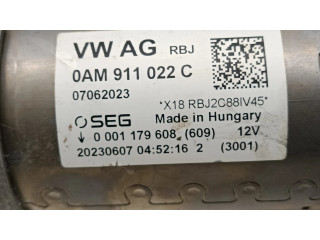 VW AG RBJ
0AM 911 022 C
07062023
*X18 RBJ2C88IV45*
SEG Made in Hungary
0 001 179 608 (609) 12V
20230607 04:52:16 2 (3001)